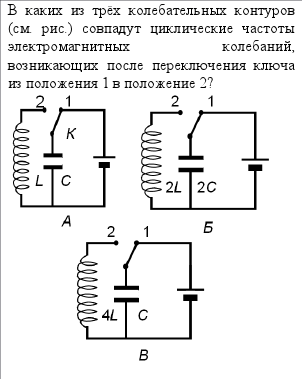 В каких из трёх колебательных контуров
(см. рис.) совпадут циклические частоты
электромагнитных колебаний,
возникающих после переключения ключа
из положения 1 в положение 2?
2 1
K
L C
А
2 1
2L 2C
Б
2 1
4L C
В